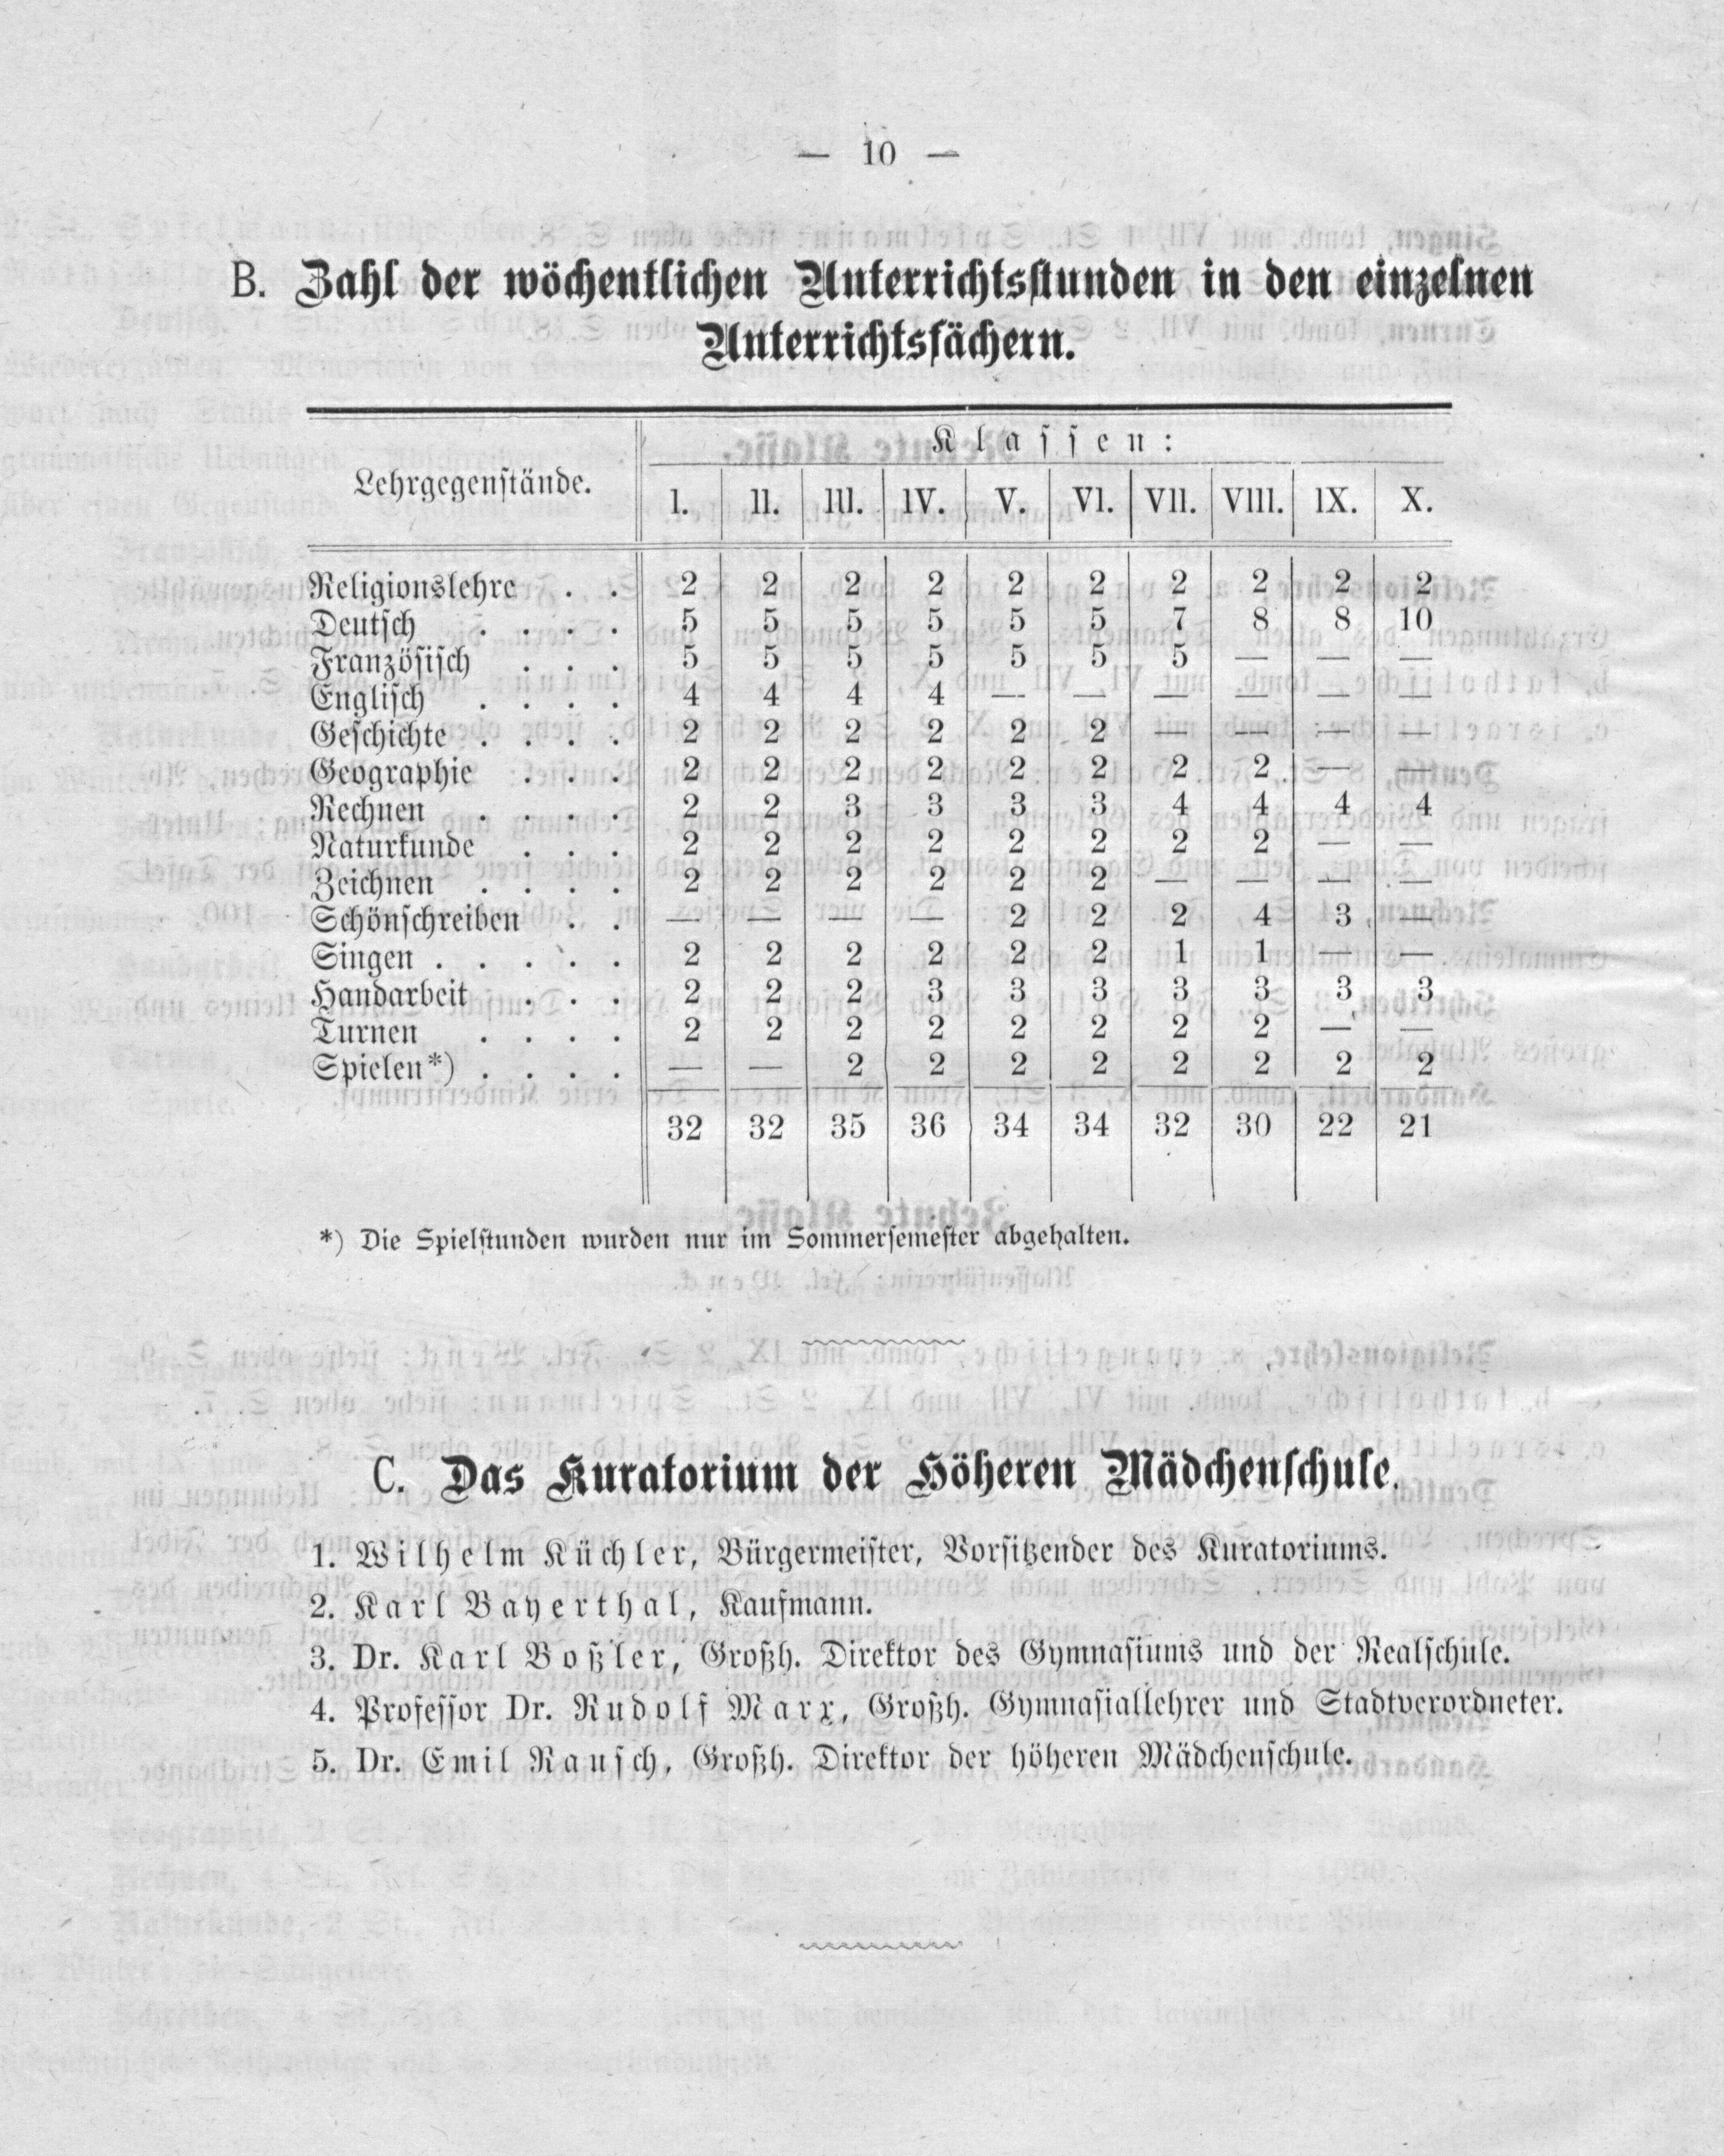 — 10 —
B. Zahl der wöchentlichen Unterrichtsstunden in den einzelnen
Unterrichtsfächern.
Lehrgegenstände. Klassen:
I. II. III. IV. V. VI. VII. VIII. IX. X.
Religionslehre . . 2 2 2 2 2 2 2 2 2 2
Deutsch . . . . 5 5 5 5 5 5 7 8 8 10
Französisch . . . 5 5 5 5 5 5 5 — — —
Englisch . . . . 4 4 4 4 — — — — — —
Geschichte . . . . 2 2 2 2 2 2 — — — —
Geographie . . . 2 2 2 2 2 2 2 2 — —
Rechnen . . . . 2 2 3 3 3 3 4 4 4 4
Naturkunde . . . 2 2 2 2 2 2 2 2 — —
Zeichnen . . . . 2 2 2 2 2 2 — — — —
Schönschreiben . . — — — — 2 2 2 4 3 —
Singen . . . . . 2 2 2 2 2 2 1 1 — —
Handarbeit . . . 2 2 2 3 3 3 3 3 3 3
Turnen . . . . 2 2 2 2 2 2 2 2 — —
Spielen*) . . . . — — 2 2 2 2 2 2 2 2
32 32 35 36 34 34 32 30 22 21
*) Die Spielstunden wurden nur im Sommersemester abgehalten.
C. Das Kuratorium der Höheren Mädchenschule.
1. Wilhelm Küchler, Bürgermeister, Vorsitzender des Kuratoriums.
2. Karl Bayerthal, Kaufmann.
3. Dr. Karl Boßler, Großh. Direktor des Gymnasiums und der Realschule.
4. Professor Dr. Rudolf Marx, Großh. Gymnasiallehrer und Stadtverordneter.
5. Dr. Emil Rausch, Großh. Direktor der höheren Mädchenschule.